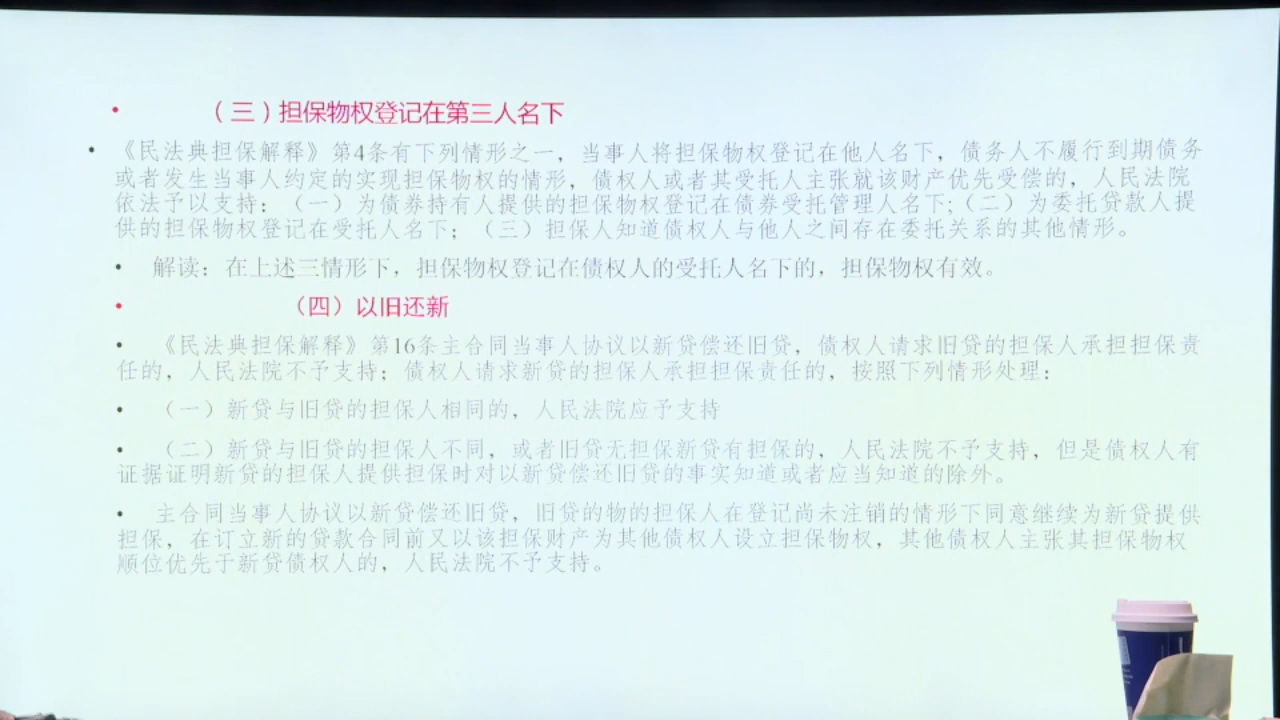 • （三）担保物权登记在第三人名下
• 《民法典担保解释》第4条有下列情形之一，当事人将担保物权登记在他人名下，债务人不履行到期债务
或者发生当事人约定的实现担保物权的情形，债权人或者其受托人主张就该财产优先受偿的，人民法院
依法予以支持：（一）为债券持有人提供的担保物权登记在债券受托管理人名下;（二）为委托贷款人提
供的担保物权登记在受托人名下；（三）担保人知道债权人与他人之间存在委托关系的其他情形。
• 解读：在上述三情形下，担保物权登记在债权人的受托人名下的，担保物权有效。
• （四）以旧还新
• 《民法典担保解释》第16条主合同当事人协议以新贷偿还旧贷，债权人请求旧贷的担保人承担担保责
任的，人民法院不予支持；债权人请求新贷的担保人承担担保责任的，按照下列情形处理：
• （一）新贷与旧贷的担保人相同的，人民法院应予支持
• （二）新贷与旧贷的担保人不同，或者旧贷无担保新贷有担保的，人民法院不予支持，但是债权人有
证据证明新贷的担保人提供担保时对以新贷偿还旧贷的事实知道或者应当知道的除外。
• 主合同当事人协议以新贷偿还旧贷，旧贷的物的担保人在登记尚未注销的情形下同意继续为新贷提供
担保，在订立新的贷款合同前又以该担保财产为其他债权人设立担保物权，其他债权人主张其担保物权
顺位优先于新贷债权人的，人民法院不予支持。